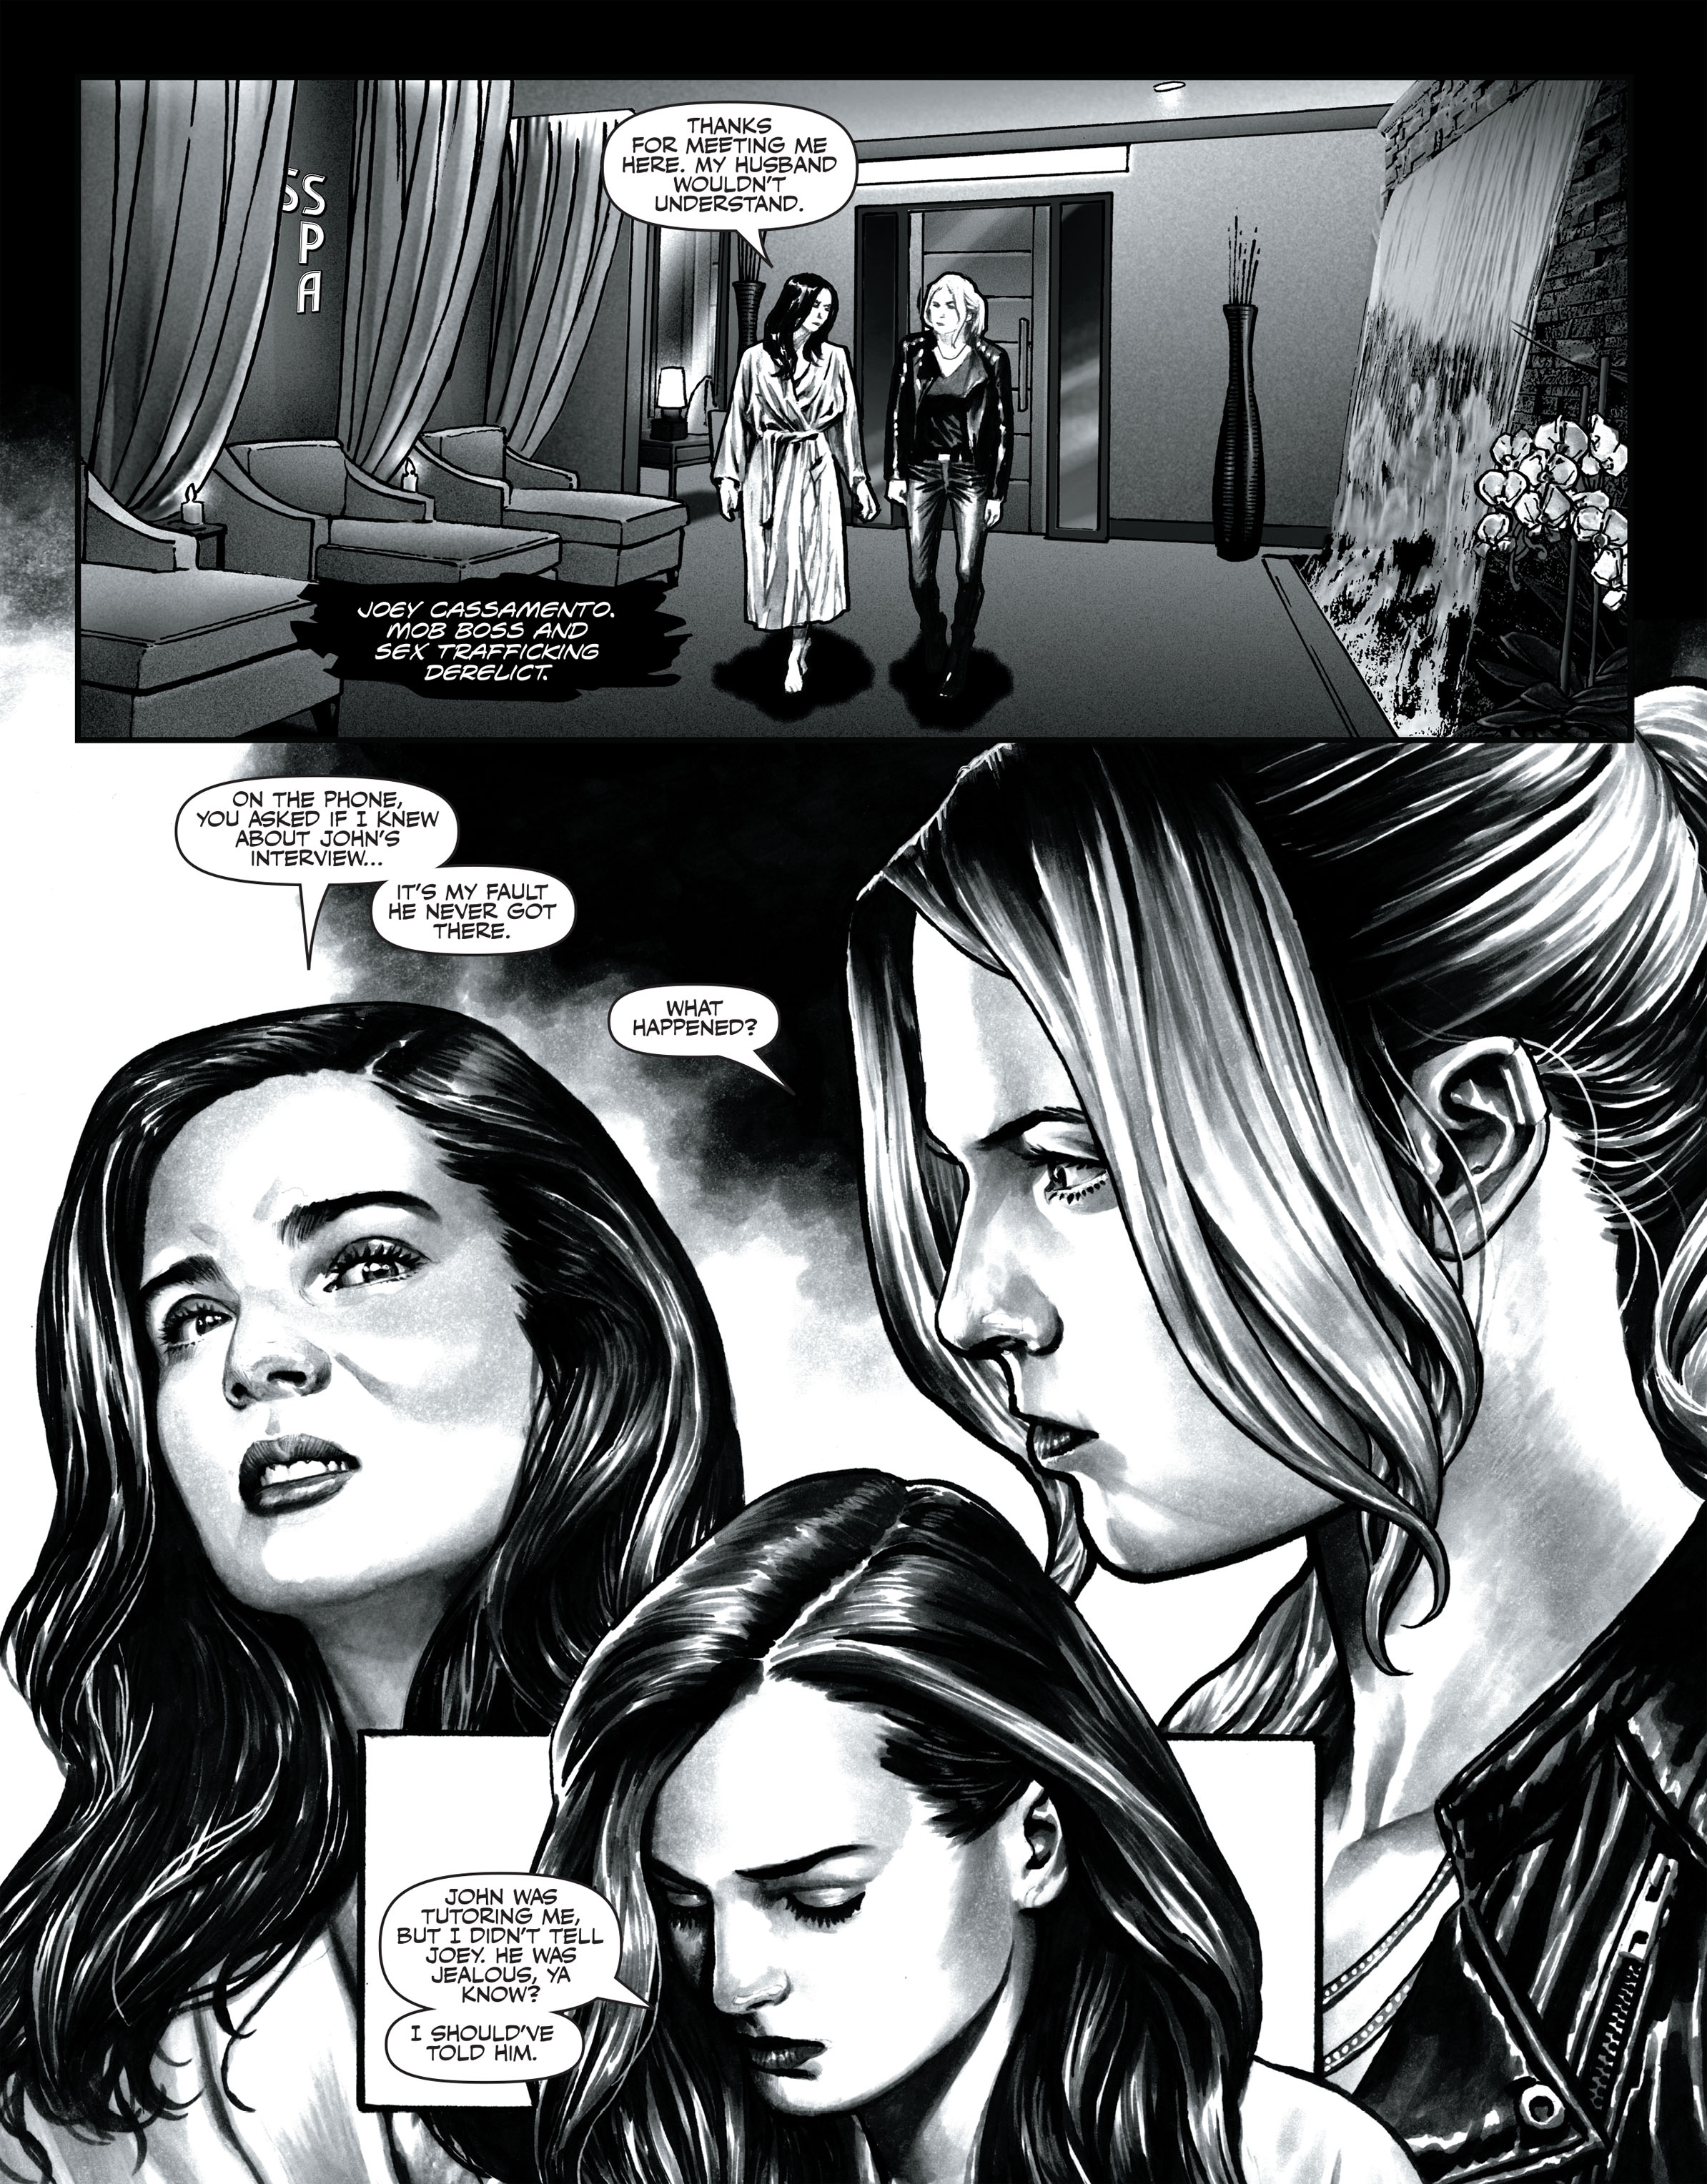 SS
SPA
THANKS
FOR MEETING ME
HERE. MY HUSBAND
WOULDN'T
UNDERSTAND.
JOEY CASSAMENTO.
MOB BOSS AND
SEX TRAFFICKING
DERELICT.
ON THE PHONE,
YOU ASKED IF I KNEW
ABOUT JOHN'S
INTERVIEW...
IT'S MY FAULT
HE NEVER GOT
THERE.
WHAT
HAPPENED?
JOHN WAS
TUTORING ME,
BUT I DIDN'T TELL
JOEY. HE WAS
JEALOUS, YA
KNOW?
I SHOULD'VE
TOLD HIM.